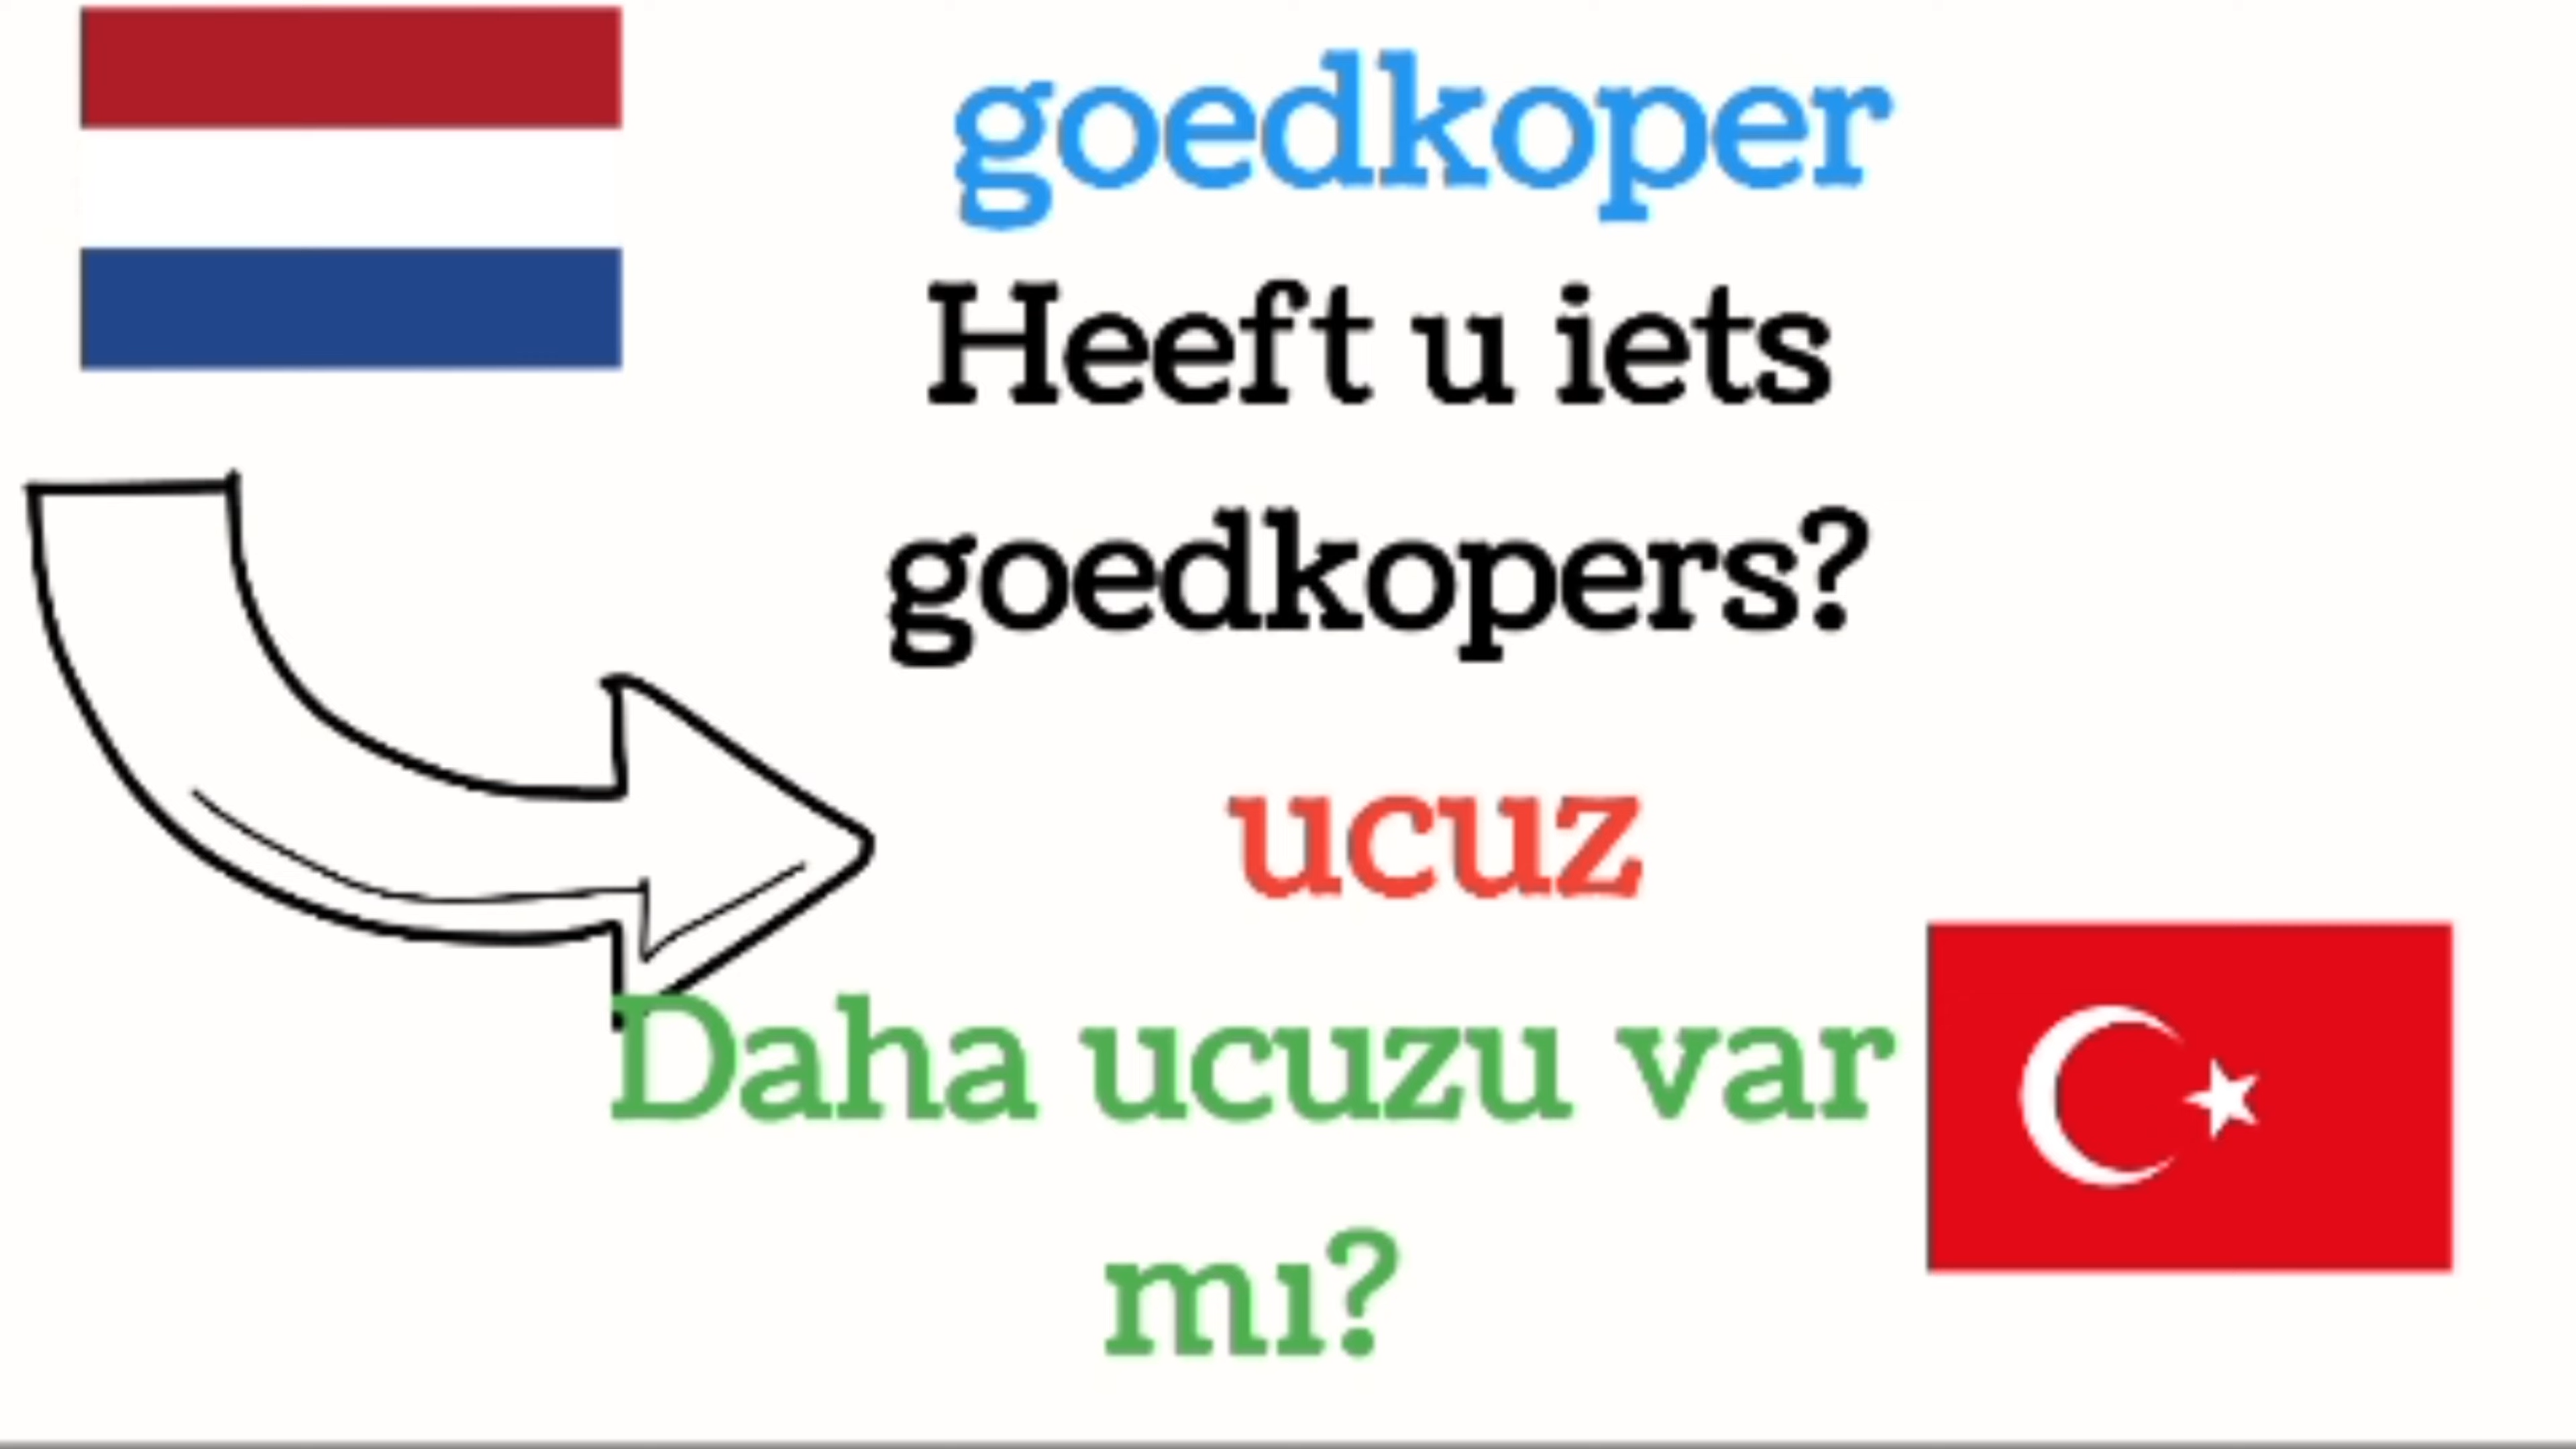 goedkoper
Heeft u iets
goedkopers?
ucuz
Daha ucuzu var
mı?